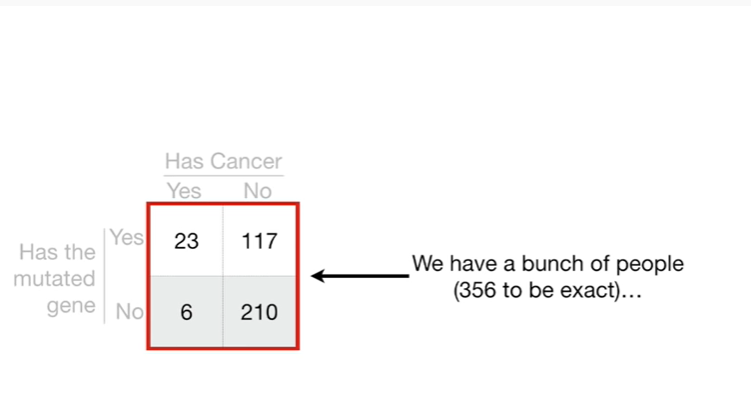 Has Cancer
Yes No
Has the
mutated
gene
Yes 23 117
No 6 210
We have a bunch of people
(356 to be exact)…